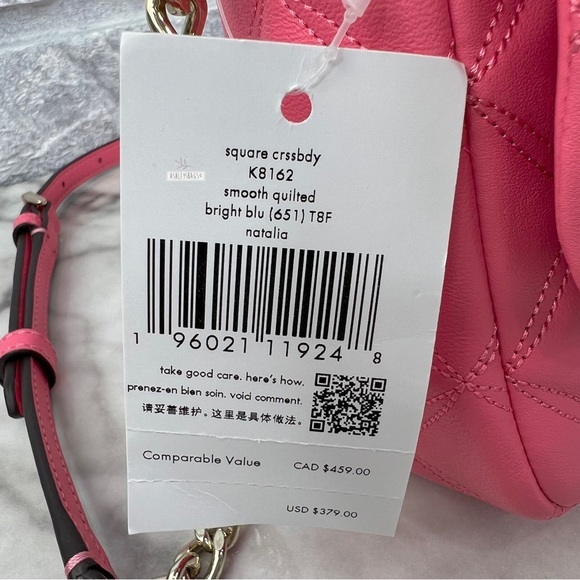 square crssbdy
K8162
smooth quilted
bright blu (651) T8F
natalia
1 96021 11924 8
take good care. here's how.
prenez-en bien soin. voici comment.
请妥善维护。这里是具体做法。
Comparable Value CAD $459.00
USD $379.00